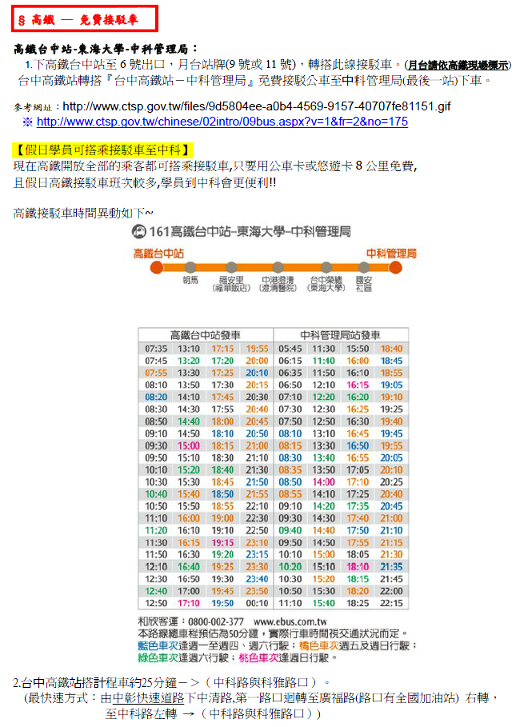 § 高鐵 — 免費接駁車
高鐵台中站-東海大學-中科管理局：
1.下高鐵台中站至 6 號出口，月台站牌(9 號或 11 號)，轉搭此線接駁車。(月台請依高鐵現場標示)
台中高鐵站轉搭『台中高鐵站－中科管理局』免費接駁公車至中科管理局(最後一站)下車。
參考網址：http://www.ctsp.gov.tw/files/9d5804ee-a0b4-4569-9157-40707fe81151.gif
※ http://www.ctsp.gov.tw/chinese/02intro/09bus.aspx?v=1&fr=2&no=175
【假日學員可搭乘接駁車至中科】
現在高鐵開放全部的乘客都可搭乘接駁車,只要用公車卡或悠遊卡 8 公里免費,
且假日高鐵接駁車班次較多,學員到中科會更便利!!
高鐵接駁車時間異動如下~
161高鐵台中站-東海大學-中科管理局
高鐵台中站 中科管理局
朝馬 福安里 中港澄清 台中榮總 國安
(福華飯店) (澄清醫院) (東海大學) 社區
高鐵台中站發車 中科管理局站發車
07:35 13:10 17:15 19:55 05:45 11:30 15:50 18:40
07:45 13:20 17:20 20:00 06:15 11:40 16:00 18:45
07:55 13:30 17:25 20:10 06:35 11:50 16:10 18:55
08:10 13:50 17:30 20:15 06:50 12:10 16:15 19:05
08:20 14:10 17:45 20:30 07:10 12:20 16:20 19:10
08:30 14:30 17:55 20:40 07:30 12:30 16:25 19:25
08:50 14:40 18:00 20:45 07:50 12:50 16:30 19:40
09:10 14:50 18:10 20:50 08:10 13:10 16:45 19:45
09:30 15:00 18:15 21:00 08:15 13:30 16:50 19:55
09:50 15:10 18:30 21:10 08:30 13:40 16:55 20:05
10:10 15:20 18:40 21:30 08:35 13:50 17:05 20:10
10:30 15:30 18:45 21:50 08:50 14:00 17:10 20:25
10:40 15:40 18:50 21:55 08:55 14:10 17:25 20:40
10:50 15:50 18:55 22:10 09:10 14:20 17:35 20:45
11:10 16:00 19:00 22:30 09:30 14:30 17:40 21:00
11:20 16:10 19:10 22:50 09:40 14:40 17:50 21:10
11:30 16:15 19:15 23:10 09:50 14:50 17:55 21:15
11:50 16:30 19:20 23:15 10:10 15:00 18:05 21:30
12:10 16:40 19:25 23:30 10:20 15:10 18:10 21:35
12:30 16:50 19:30 23:40 10:30 15:20 18:15 21:45
12:40 17:00 19:45 23:50 10:50 15:30 18:20 22:00
12:50 17:10 19:50 00:10 11:10 15:40 18:25 22:15
和欣客運：0800-002-377 www.ebus.com.tw
本路線總車程預估為50分鐘，實際行車時間視交通狀況而定。
藍色車次逢週一至週四、週六行駛；橘色車次週五及週日行駛；
綠色車次逢週六行駛；桃色車次逢週日行駛。
2.台中高鐵站搭計程車約25分鐘－＞（中科路與科雅路口）。
(最快速方式：由中彰快速道路下中清路,第一路口迴轉至廣福路(路口有全國加油站) 右轉，
至中科路左轉 →（中科路與科雅路口）)